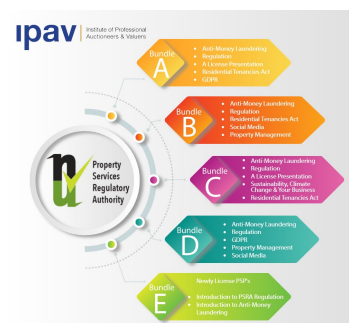 ipav
Institute of Professional
Auctioneers & Valuers
Bundle
A
• Anti-Money Laundering
• Regulation
• A License Presentation
• Residential Tenancies Act
• GDPR
Bundle
B
• Anti-Money Laundering
• Regulation
• Residential Tenancies Act
• Social Media
• Property Management
Property
Services
Regulatory
Authority
Bundle
C
• Anti-Money Laundering
• Regulation
• A License Presentation
• Sustainability, Climate
Change & Your Business
• Residential Tenancies Act
Bundle
D
• Anti-Money Laundering
• Regulation
• GDPR
• Property Management
• Social Media
Bundle
E
Newly License PSP's
• Introduction to PSRA Regulation
• Introduction to Anti-Money
Laundering